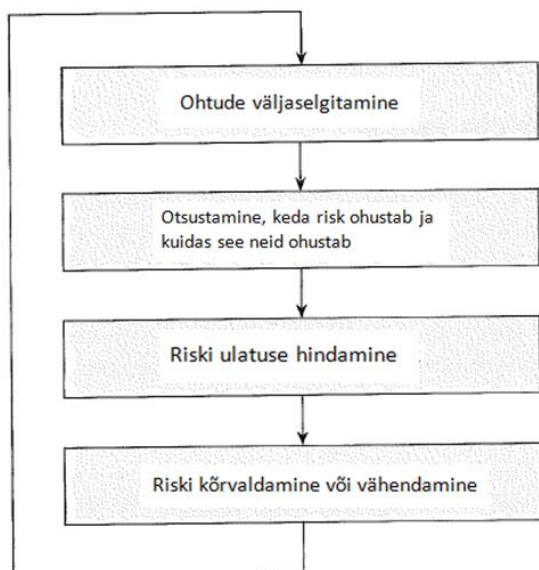 Ohtude väljaselgitamine
Otsustamine, keda risk ohustab ja
kuidas see neid ohustab
Riski ulatuse hindamine
Riski kõrvaldamine või vähendamine